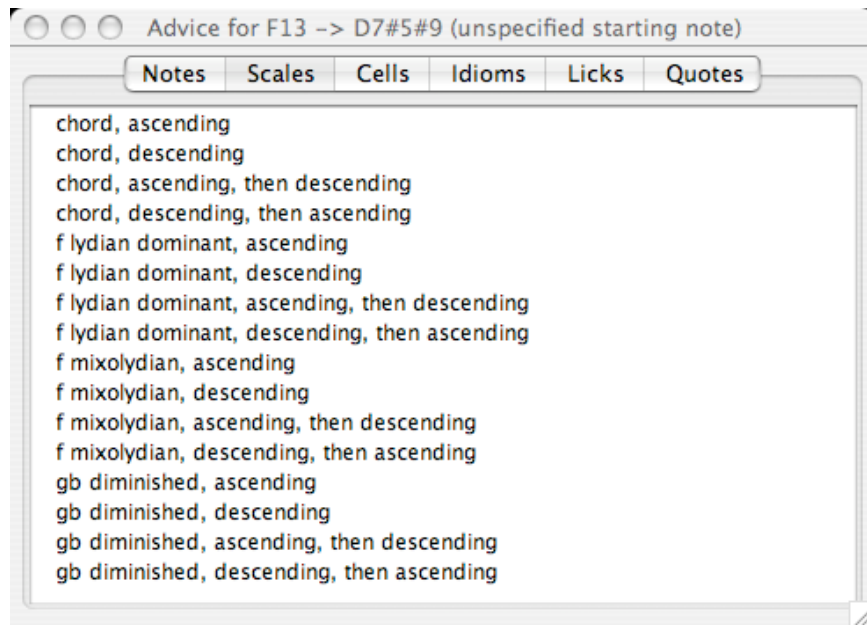 Advice for F13 -> D7#5#9 (unspecified starting note)
Notes Scales Cells Idioms Licks Quotes
chord, ascending
chord, descending
chord, ascending, then descending
chord, descending, then ascending
f lydian dominant, ascending
f lydian dominant, descending
f lydian dominant, ascending, then descending
f lydian dominant, descending, then ascending
f mixolydian, ascending
f mixolydian, descending
f mixolydian, ascending, then descending
f mixolydian, descending, then ascending
gb diminished, ascending
gb diminished, descending
gb diminished, ascending, then descending
gb diminished, descending, then ascending